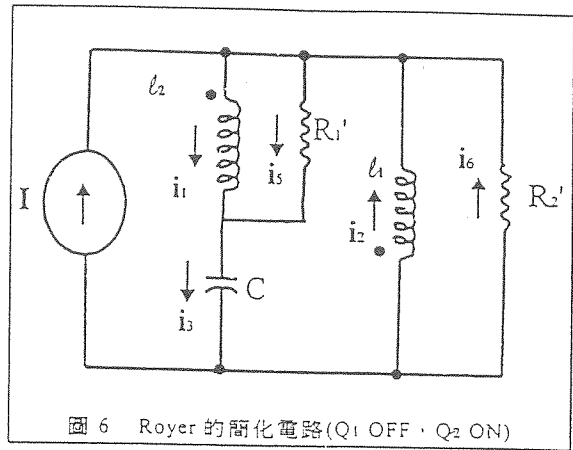 ℓ₂
R₁'
i₁
i₅
I
ℓ₁
i₂
i₆
R₂'
i₃
C
圖 6 Royer 的簡化電路(Q₁ OFF，Q₂ ON)